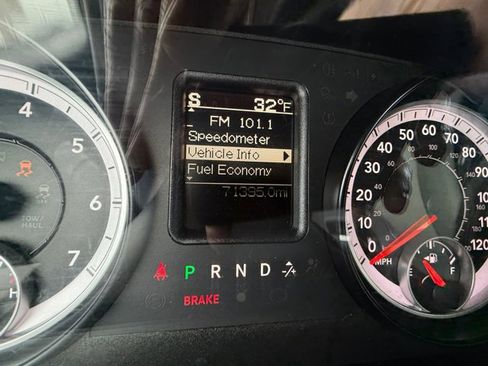 S 32°F
FM 101.1
Speedometer
Vehicle Info
Fuel Economy
71395.0mi
P R N D
BRAKE
4
5
6
7
TOW/
HAUL
H
0
10
20
30
40
50
60
70
80
90
100
110
120
MPH
E F